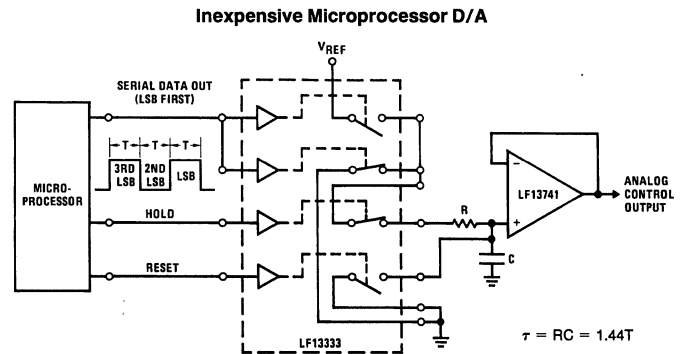 Inexpensive Microprocessor D/A
VREF
SERIAL DATA OUT
(LSB FIRST)
T T T
3RD
LSB
2ND
LSB
LSB
MICRO-
PROCESSOR
HOLD
RESET
LF13333
R
C
−
+
LF13741
ANALOG
CONTROL
OUTPUT
τ = RC = 1.44T